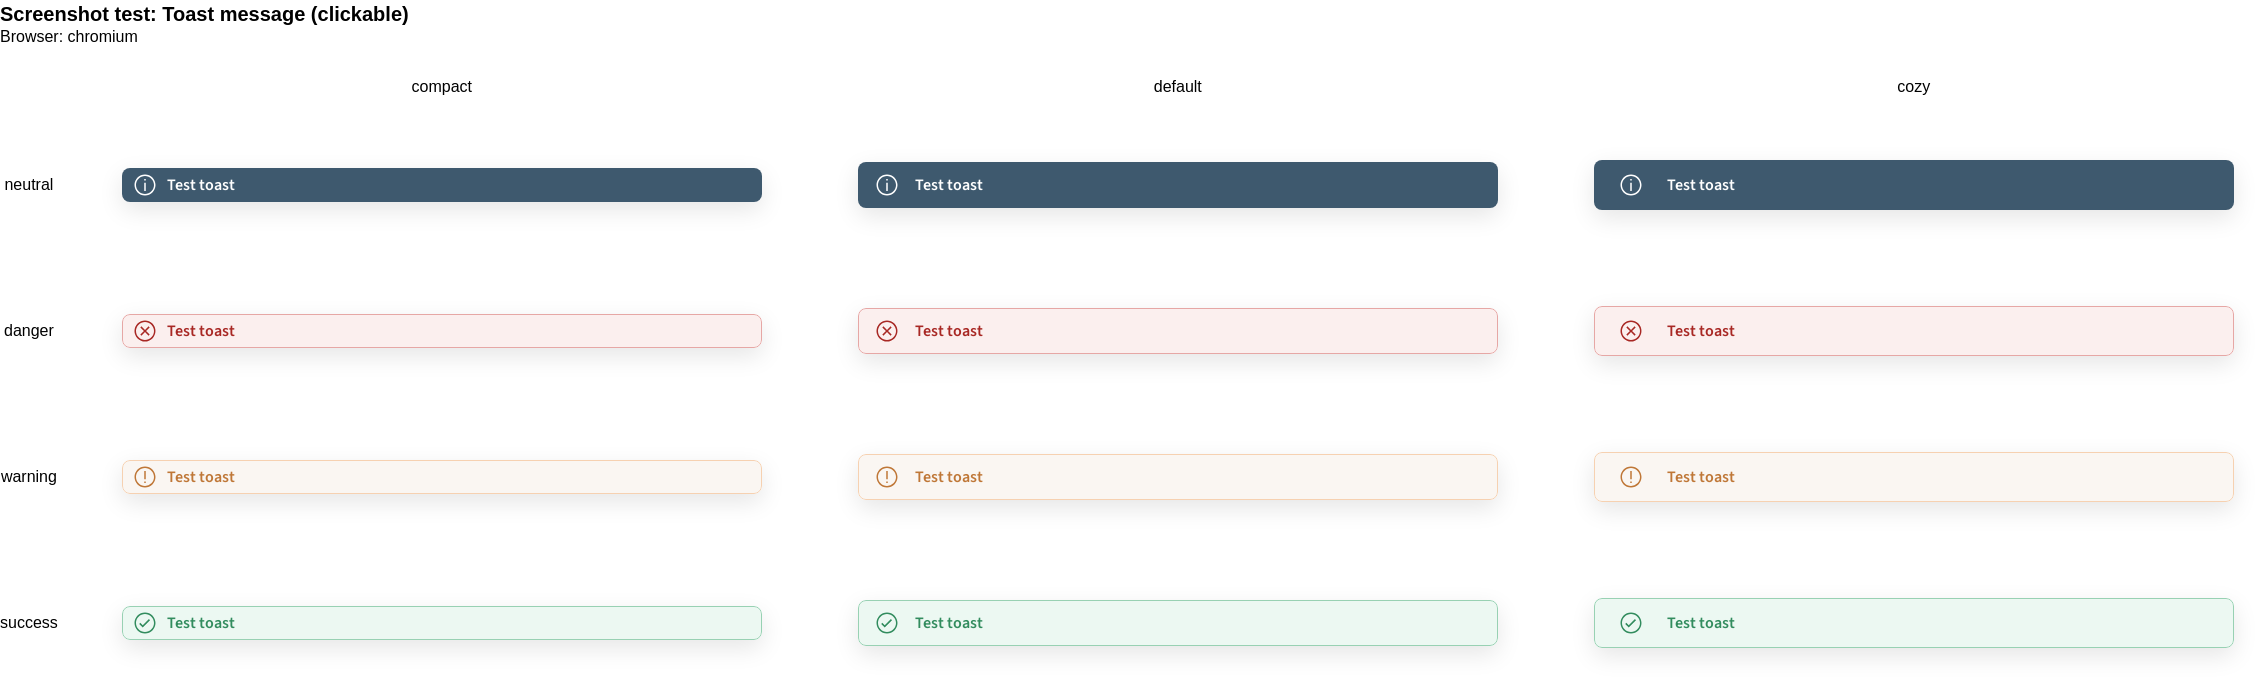 Screenshot test: Toast message (clickable)
Browser: chromium
compact default cozy
neutral Test toast Test toast Test toast
danger Test toast Test toast Test toast
warning Test toast Test toast Test toast
success Test toast Test toast Test toast